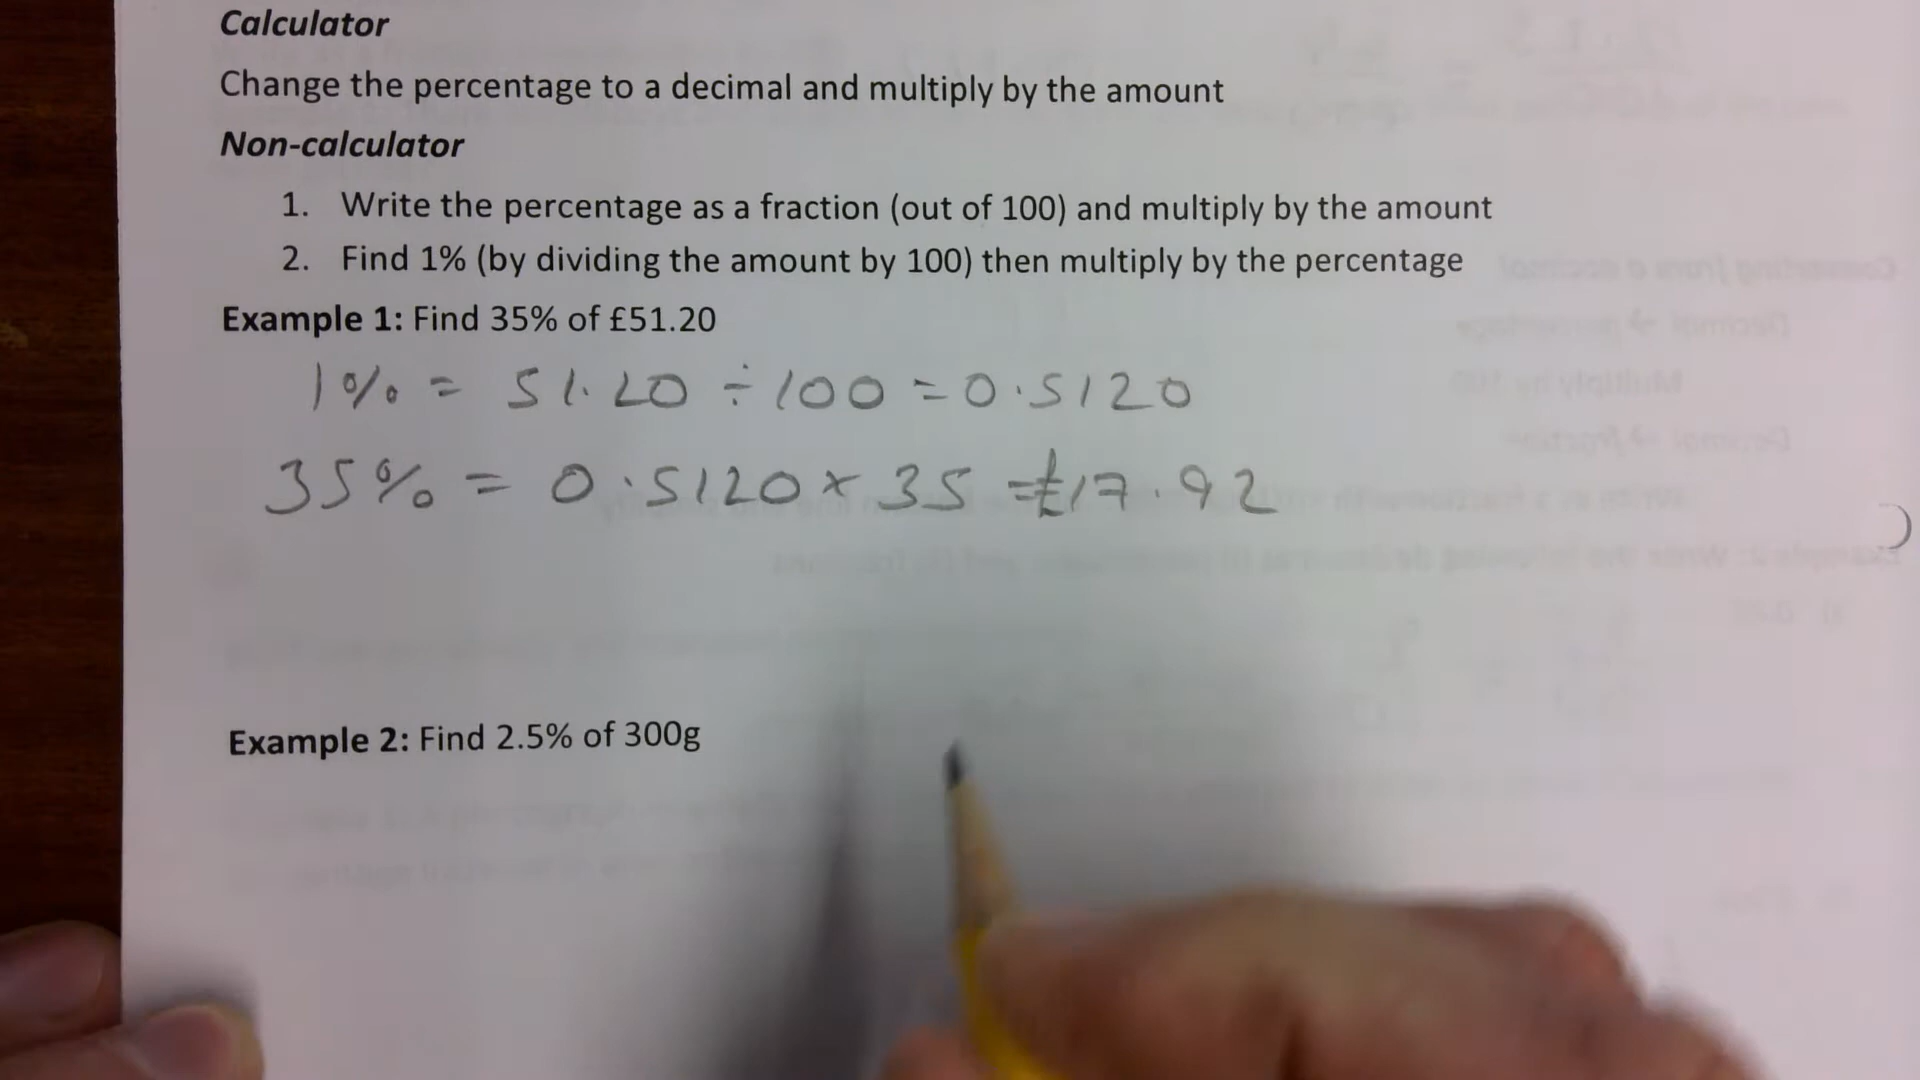 Calculator
Change the percentage to a decimal and multiply by the amount
Non-calculator
1. Write the percentage as a fraction (out of 100) and multiply by the amount
2. Find 1% (by dividing the amount by 100) then multiply by the percentage
Example 1: Find 35% of £51.20
1% = 51.20 ÷ 100 = 0.5120
35% = 0.5120 × 35 = £17.92
Example 2: Find 2.5% of 300g